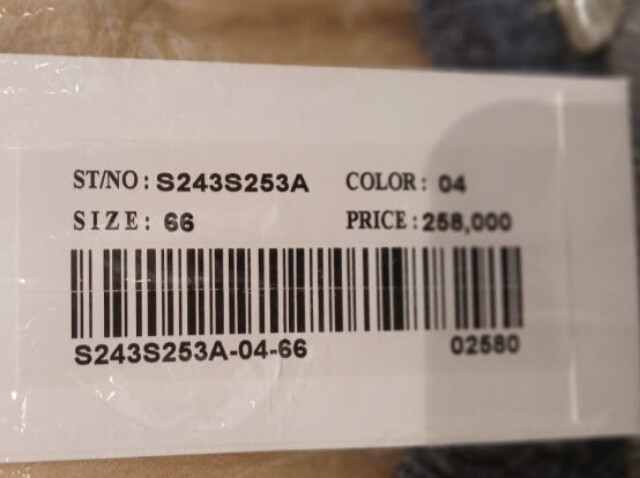 ST/NO: S243S253A COLOR: 04
SIZE: 66 PRICE: 258,000
S243S253A-04-66 02580